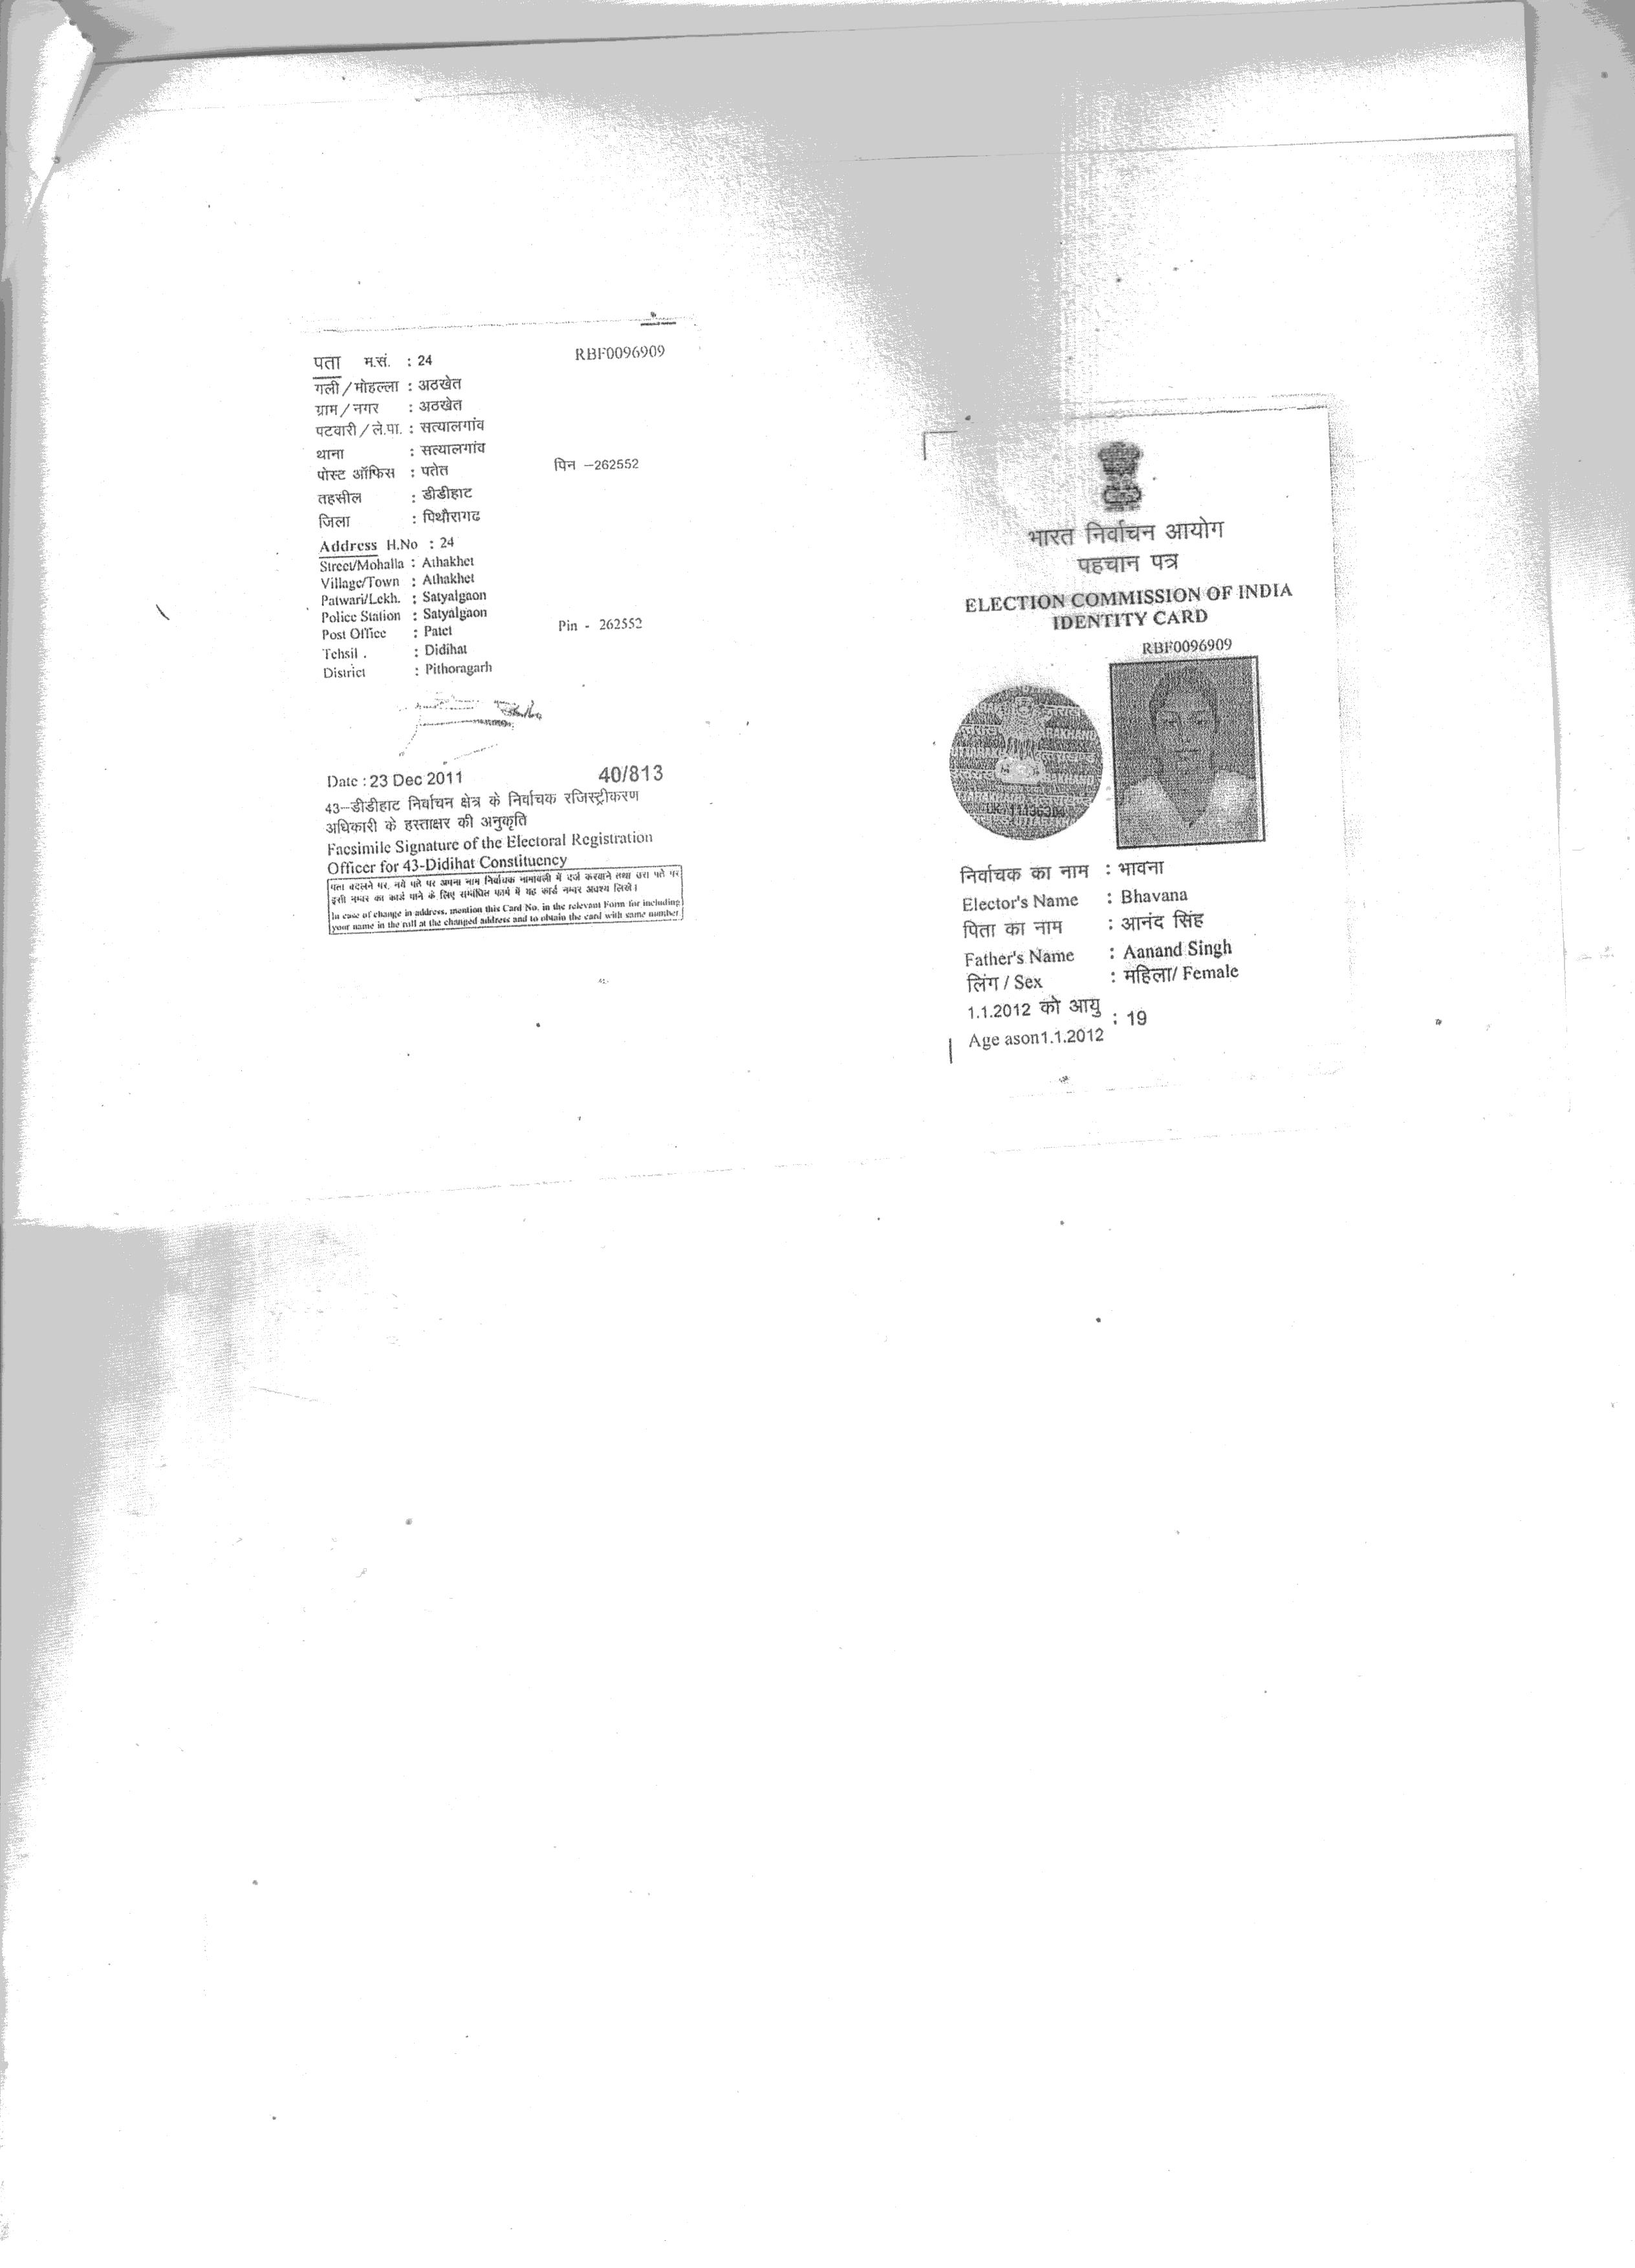 पता म.सं. : 24 RBF0096909
गली / मोहल्ला : अठखेत
ग्राम / नगर : अठखेत
पटवारी / ले.पा. : सत्यालगांव
थाना : सत्यालगांव
पोस्ट ऑफिस : पतेत पिन -262552
तहसील : डीडीहाट
जिला : पिथौरागढ
Address H.No : 24
Street/Mohalla : Athakhet
Village/Town : Athakhet
Patwari/Lekh. : Satyalgaon
Police Station : Satyalgaon
Post Office : Patet Pin - 262552
Tehsil . : Didihat
District : Pithoragarh
Date : 23 Dec 2011 40/813
43-डीडीहाट निर्वाचन क्षेत्र के निर्वाचक रजिस्ट्रीकरण
अधिकारी के हस्ताक्षर की अनुकृति
Facsimile Signature of the Electoral Registration
Officer for 43-Didihat Constituency
पता बदलने पर, नये पते पर अपना नाम निर्वाचक नामावली में दर्ज करवाने तथा उस पते पर
इसी नम्बर का कार्ड पाने के लिए सम्बंधित फार्म में यह कार्ड नम्बर अवश्य लिखें।
In case of change in address, mention this Card No. in the relevant Form for including
your name in the roll at the changed address and to obtain the card with same number
भारत निर्वाचन आयोग
पहचान पत्र
ELECTION COMMISSION OF INDIA
IDENTITY CARD
RBF0096909
निर्वाचक का नाम : भावना
Elector's Name : Bhavana
पिता का नाम : आनंद सिंह
Father's Name : Aanand Singh
लिंग / Sex : महिला/ Female
1.1.2012 को आयु : 19
Age ason1.1.2012